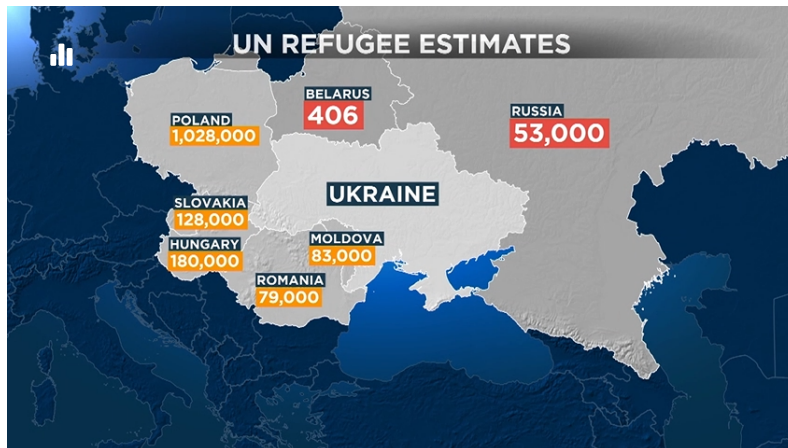 UN REFUGEE ESTIMATES
BELARUS
406
POLAND
1,028,000
RUSSIA
53,000
UKRAINE
SLOVAKIA
128,000
HUNGARY
180,000
MOLDOVA
83,000
ROMANIA
79,000